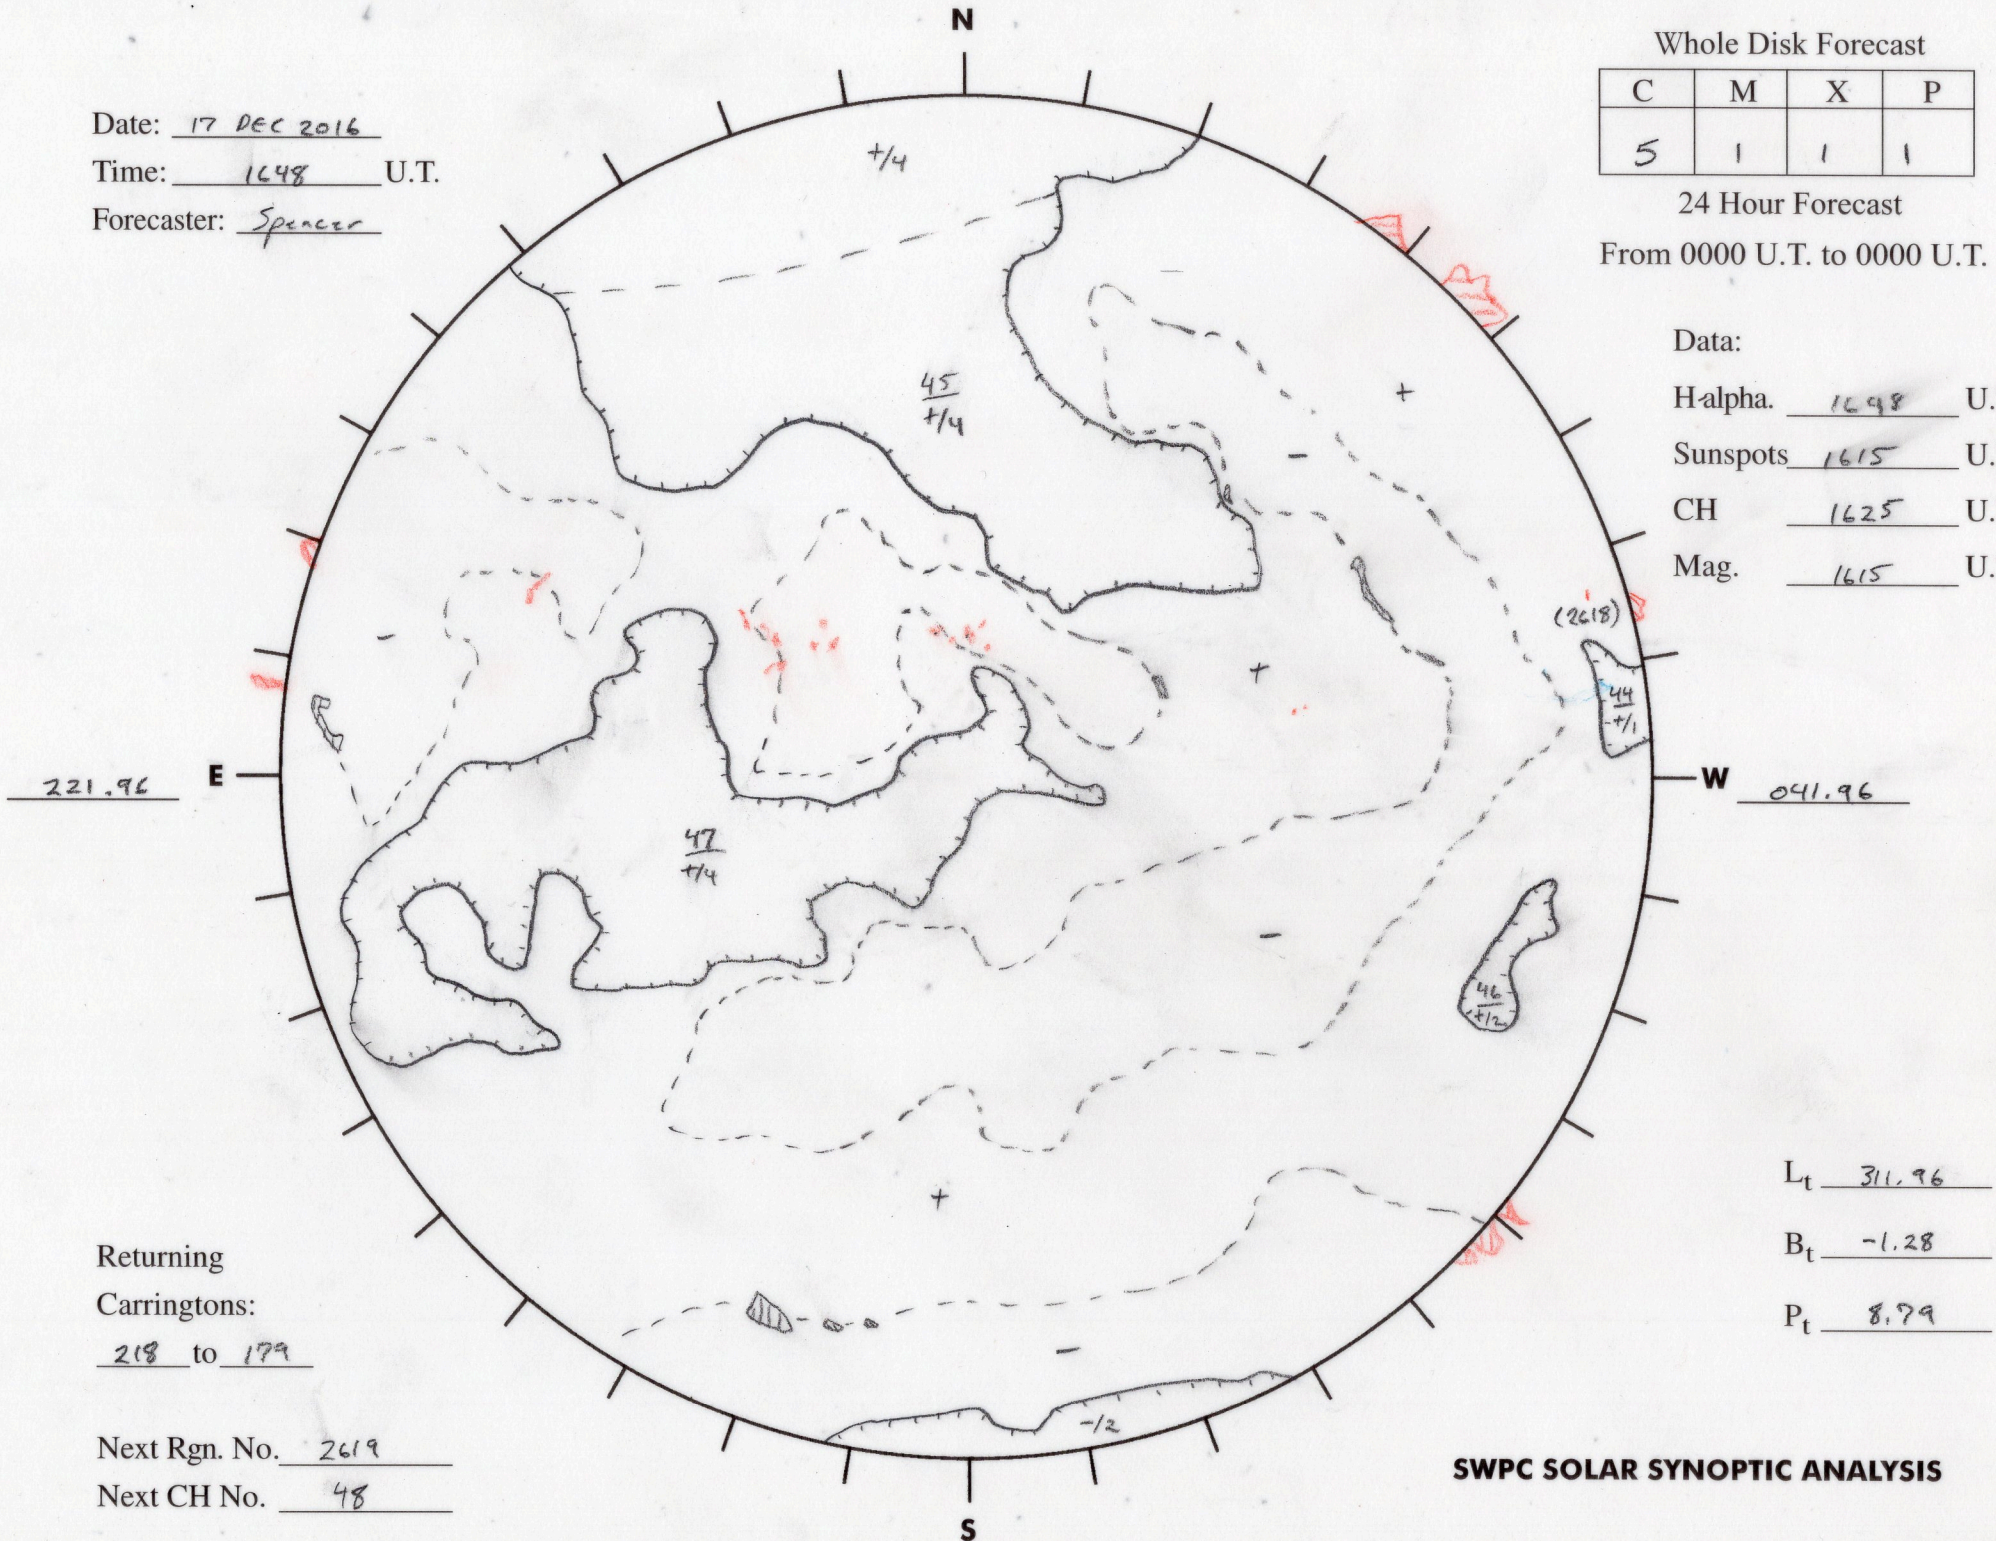 N
Whole Disk Forecast
C M X P
5 1 1 1
24 Hour Forecast
From 0000 U.T. to 0000 U.T.
Date: 17 DEC 2016
Time: 1648 U.T.
Forecaster: Spencer
+/4
Data:
H-alpha. 1648 U.
Sunspots 1615 U.
CH 1625 U.
Mag. 1615 U.
45
+/4
+
-
-
+
(2618)
44
+/1
221.96 E
W 041.96
47
+/4
-
46
+/2
+
-
-/2
Lt 311.96
Bt -1.28
Pt 8.79
Returning
Carringtons:
218 to 179
Next Rgn. No. 2619
Next CH No. 48
SWPC SOLAR SYNOPTIC ANALYSIS
S